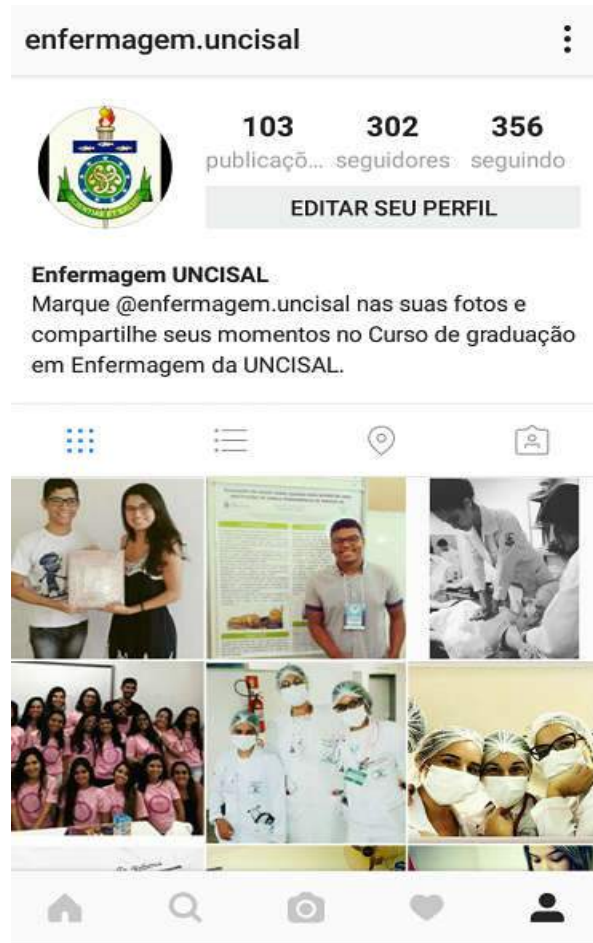 enfermagem.uncisal
103 302 356
publicaçõ... seguidores seguindo
EDITAR SEU PERFIL
Enfermagem UNCISAL
Marque @enfermagem.uncisal nas suas fotos e
compartilhe seus momentos no Curso de graduação
em Enfermagem da UNCISAL.